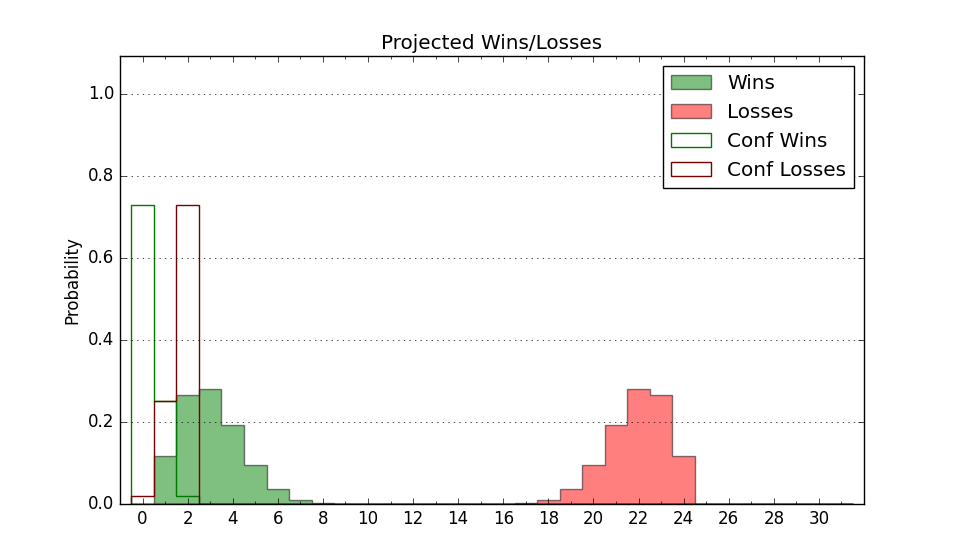 Projected Wins/Losses
Wins
Losses
Conf Wins
Conf Losses
Probability
1.0
0.8
0.6
0.4
0.2
0.0
0 2 4 6 8 10 12 14 16 18 20 22 24 26 28 30